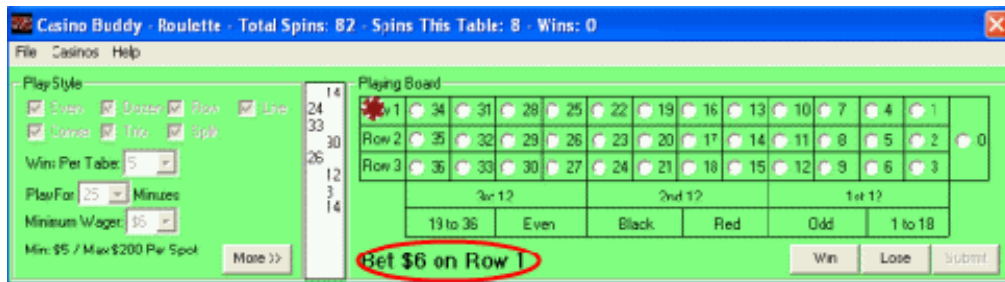 Casino Buddy - Roulette - Total Spins: 82 - Spins This Table: 8 - Wins: 0
File Casinos Help
Play Style
Even Dozen Row Line
Corner Trio Split
Wins Per Table: 5
Play For 25 Minutes
Minimum Wager: $6
Min: $5 / Max $200 Per Spot
More >>
14
24
33
30
26
12
3
14
Playing Board
Row 1 34 31 28 25 22 19 16 13 10 7 4 1
Row 2 35 32 29 26 23 20 17 14 11 8 5 2 0
Row 3 36 33 30 27 24 21 18 15 12 9 6 3
3rd 12 2nd 12 1st 12
19 to 36 Even Black Red Odd 1 to 18
Bet $6 on Row 1
Win Lose Submit